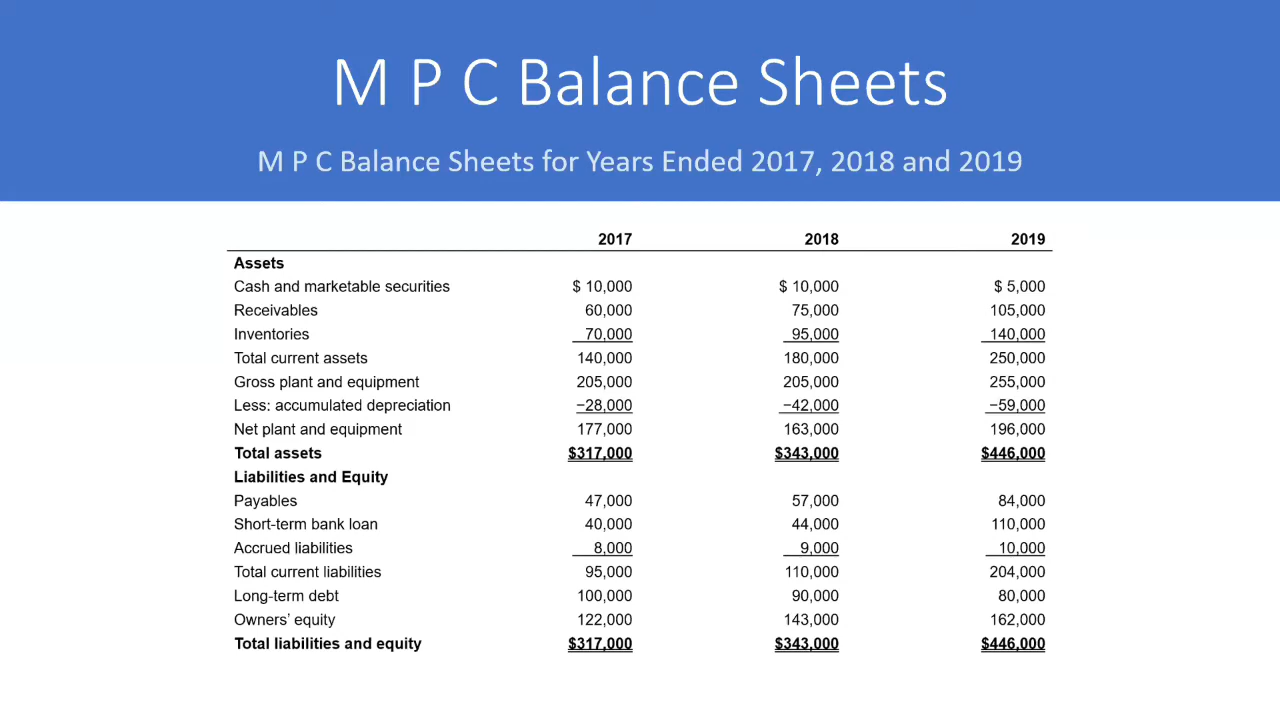 M P C Balance Sheets
M P C Balance Sheets for Years Ended 2017, 2018 and 2019
2017 2018 2019
Assets
Cash and marketable securities $ 10,000 $ 10,000 $ 5,000
Receivables 60,000 75,000 105,000
Inventories 70,000 95,000 140,000
Total current assets 140,000 180,000 250,000
Gross plant and equipment 205,000 205,000 255,000
Less: accumulated depreciation −28,000 −42,000 −59,000
Net plant and equipment 177,000 163,000 196,000
Total assets $317,000 $343,000 $446,000
Liabilities and Equity
Payables 47,000 57,000 84,000
Short-term bank loan 40,000 44,000 110,000
Accrued liabilities 8,000 9,000 10,000
Total current liabilities 95,000 110,000 204,000
Long-term debt 100,000 90,000 80,000
Owners’ equity 122,000 143,000 162,000
Total liabilities and equity $317,000 $343,000 $446,000